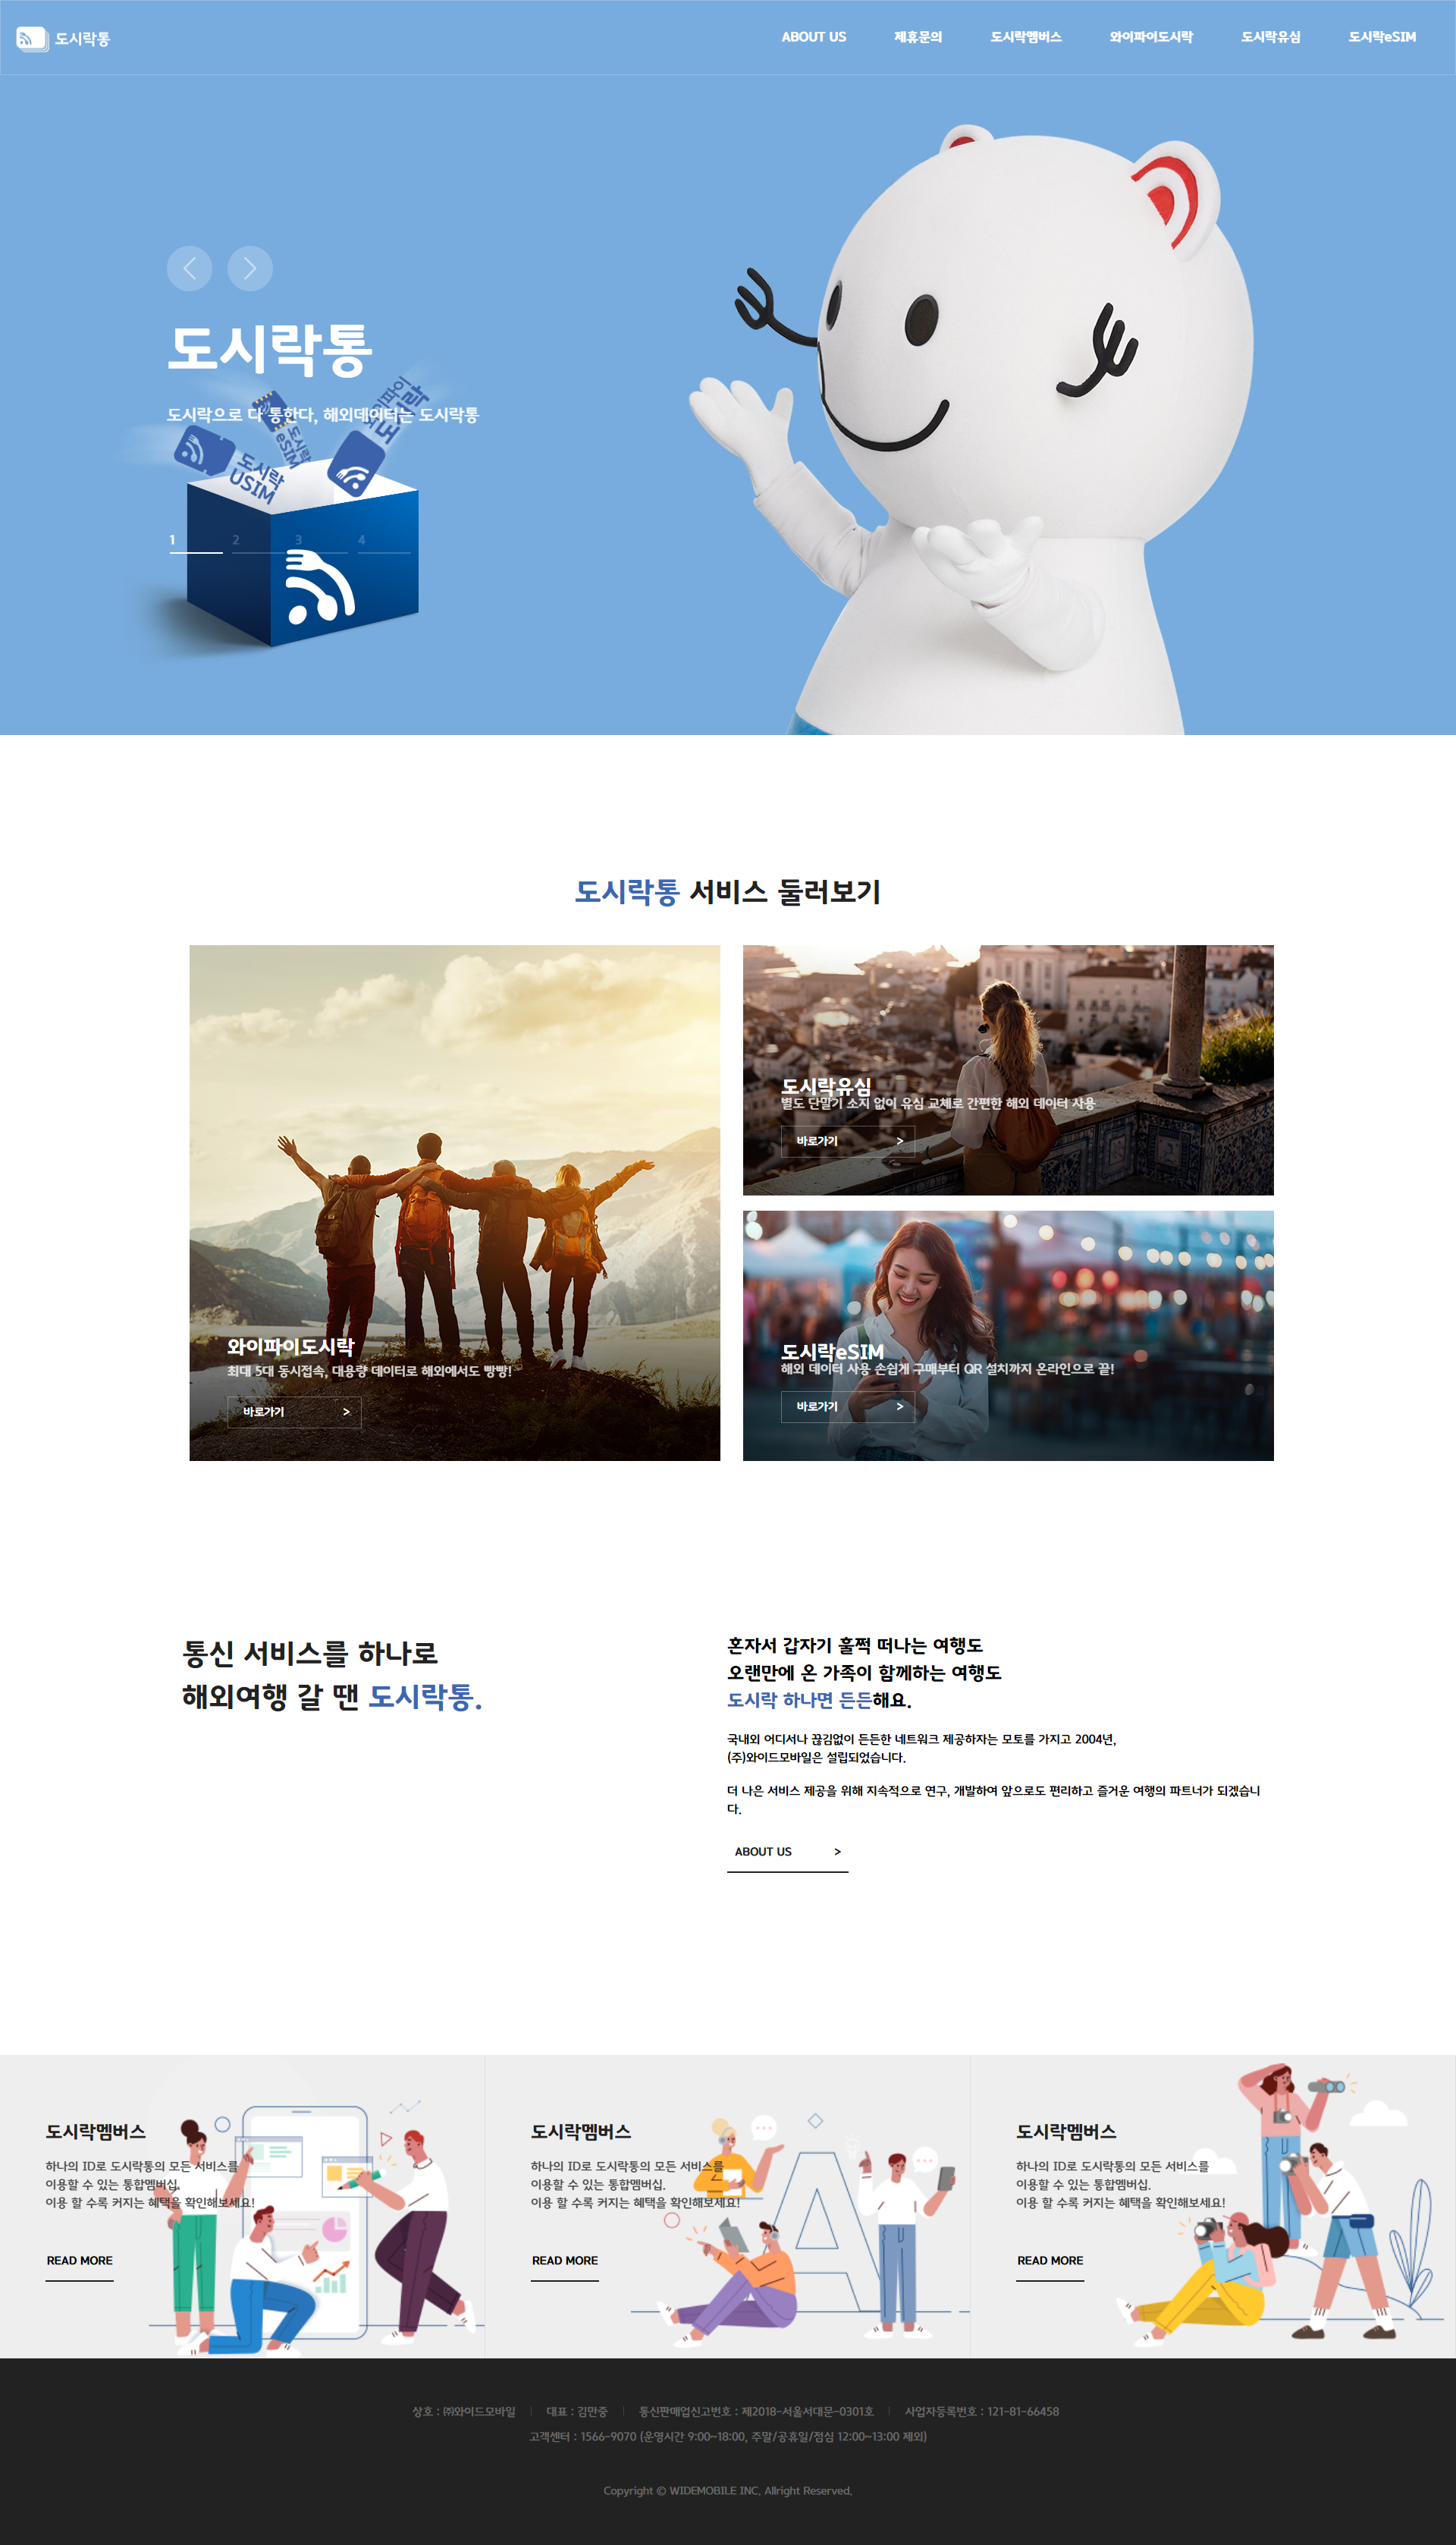 도시락통
ABOUT US 제휴문의 도시락멤버스 와이파이도시락 도시락유심 도시락eSIM
도시락통
도시락으로 다 통한다, 해외데이터는 도시락통
도시락
eSIM
도시락
USIM
1 2 3 4
도시락통 서비스 둘러보기
와이파이도시락
최대 5대 동시접속, 대용량 데이터로 해외에서도 빵빵!
바로가기 >
도시락유심
별도 단말기 소지 없이 유심 교체로 간편한 해외 데이터 사용
바로가기 >
도시락eSIM
해외 데이터 사용 손쉽게 구매부터 QR 설치까지 온라인으로 끝!
바로가기 >
통신 서비스를 하나로
해외여행 갈 땐 도시락통.
혼자서 갑자기 훌쩍 떠나는 여행도
오랜만에 온 가족이 함께하는 여행도
도시락 하나면 든든해요.
국내외 어디서나 끊김없이 든든한 네트워크 제공하자는 모토를 가지고 2004년,
(주)와이드모바일은 설립되었습니다.
더 나은 서비스 제공을 위해 지속적으로 연구, 개발하여 앞으로도 편리하고 즐거운 여행의 파트너가 되겠습니
다.
ABOUT US >
도시락멤버스
하나의 ID로 도시락통의 모든 서비스를
이용할 수 있는 통합멤버십.
이용 할 수록 커지는 혜택을 확인해보세요!
READ MORE
도시락멤버스
하나의 ID로 도시락통의 모든 서비스를
이용할 수 있는 통합멤버십.
이용 할 수록 커지는 혜택을 확인해보세요!
READ MORE
도시락멤버스
하나의 ID로 도시락통의 모든 서비스를
이용할 수 있는 통합멤버십.
이용 할 수록 커지는 혜택을 확인해보세요!
READ MORE
상호 : ㈜와이드모바일 | 대표 : 김만중 | 통신판매업신고번호 : 제2018-서울서대문-0301호 | 사업자등록번호 : 121-81-66458
고객센터 : 1566-9070 (운영시간 9:00~18:00, 주말/공휴일/점심 12:00~13:00 제외)
Copyright © WIDEMOBILE INC. Allright Reserved.